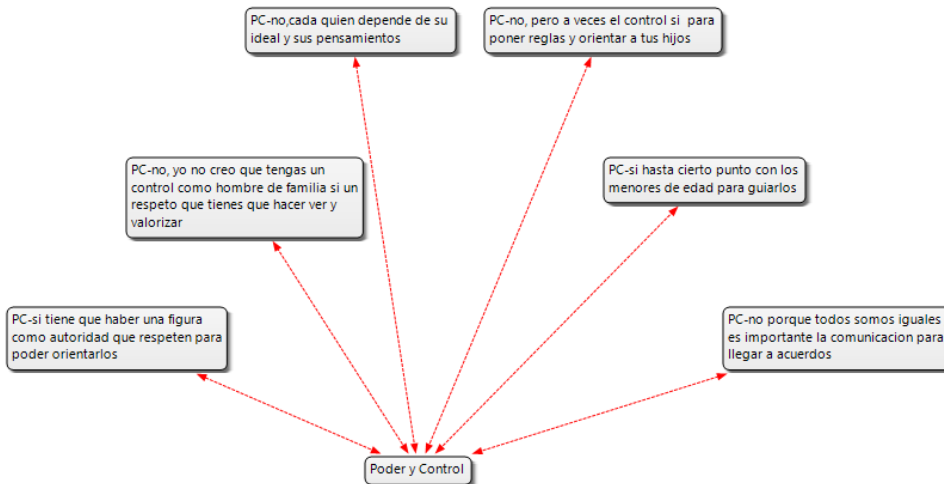 PC-no,cada quien depende de su
ideal y sus pensamientos
PC-no, pero a veces el control si  para
poner reglas y orientar a tus hijos
PC-no, yo no creo que tengas un
control como hombre de familia si un
respeto que tienes que hacer ver y
valorizar
PC-si hasta cierto punto con los
menores de edad para guiarlos
PC-si tiene que haber una figura
como autoridad que respeten para
poder orientarlos
PC-no porque todos somos iguales
es importante la comunicacion para
llegar a acuerdos
Poder y Control